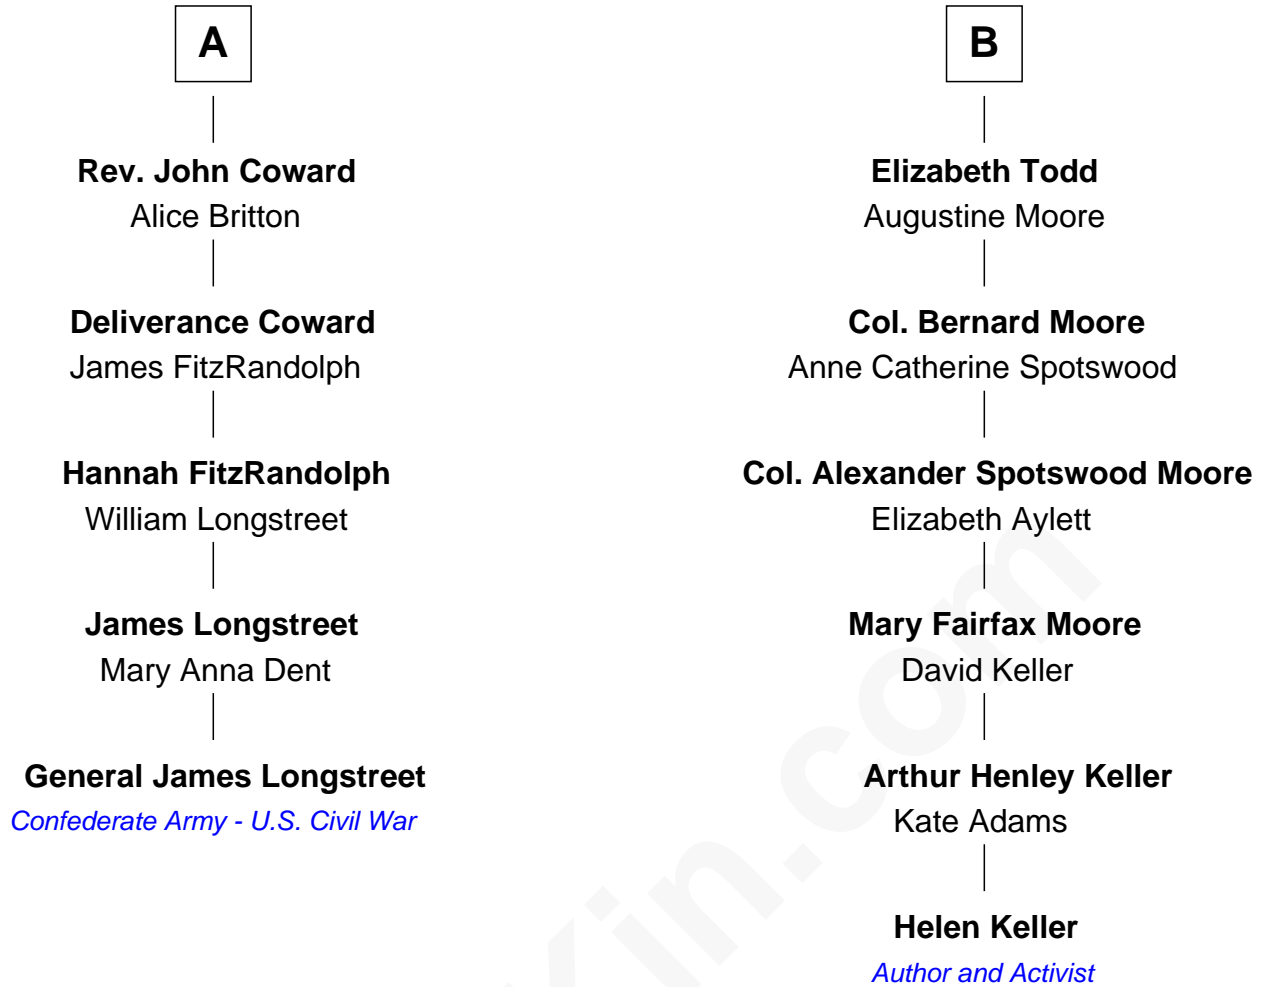 A
Rev. John Coward
Alice Britton
Deliverance Coward
James FitzRandolph
Hannah FitzRandolph
William Longstreet
James Longstreet
Mary Anna Dent
General James Longstreet
Confederate Army - U.S. Civil War
B
Elizabeth Todd
Augustine Moore
Col. Bernard Moore
Anne Catherine Spotswood
Col. Alexander Spotswood Moore
Elizabeth Aylett
Mary Fairfax Moore
David Keller
Arthur Henley Keller
Kate Adams
Helen Keller
Author and Activist
Kin.com